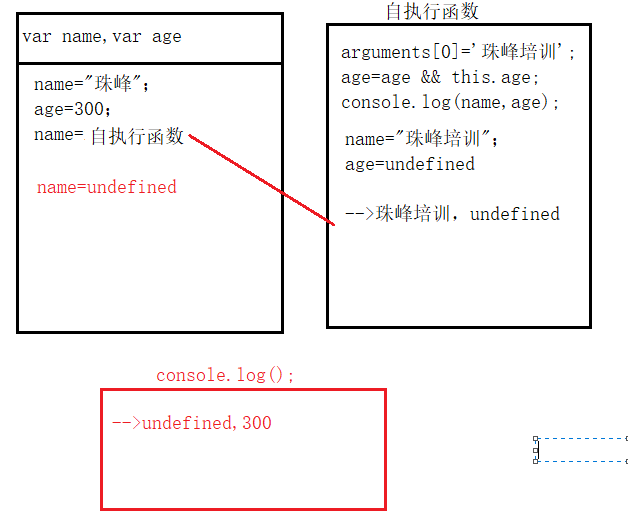 var name,var age
name="珠峰";
age=300;
name= 自执行函数
name=undefined
自执行函数
arguments[0]='珠峰培训';
age=age && this.age;
console.log(name,age);
name="珠峰培训";
age=undefined
-->珠峰培训，undefined
console.log();
-->undefined,300